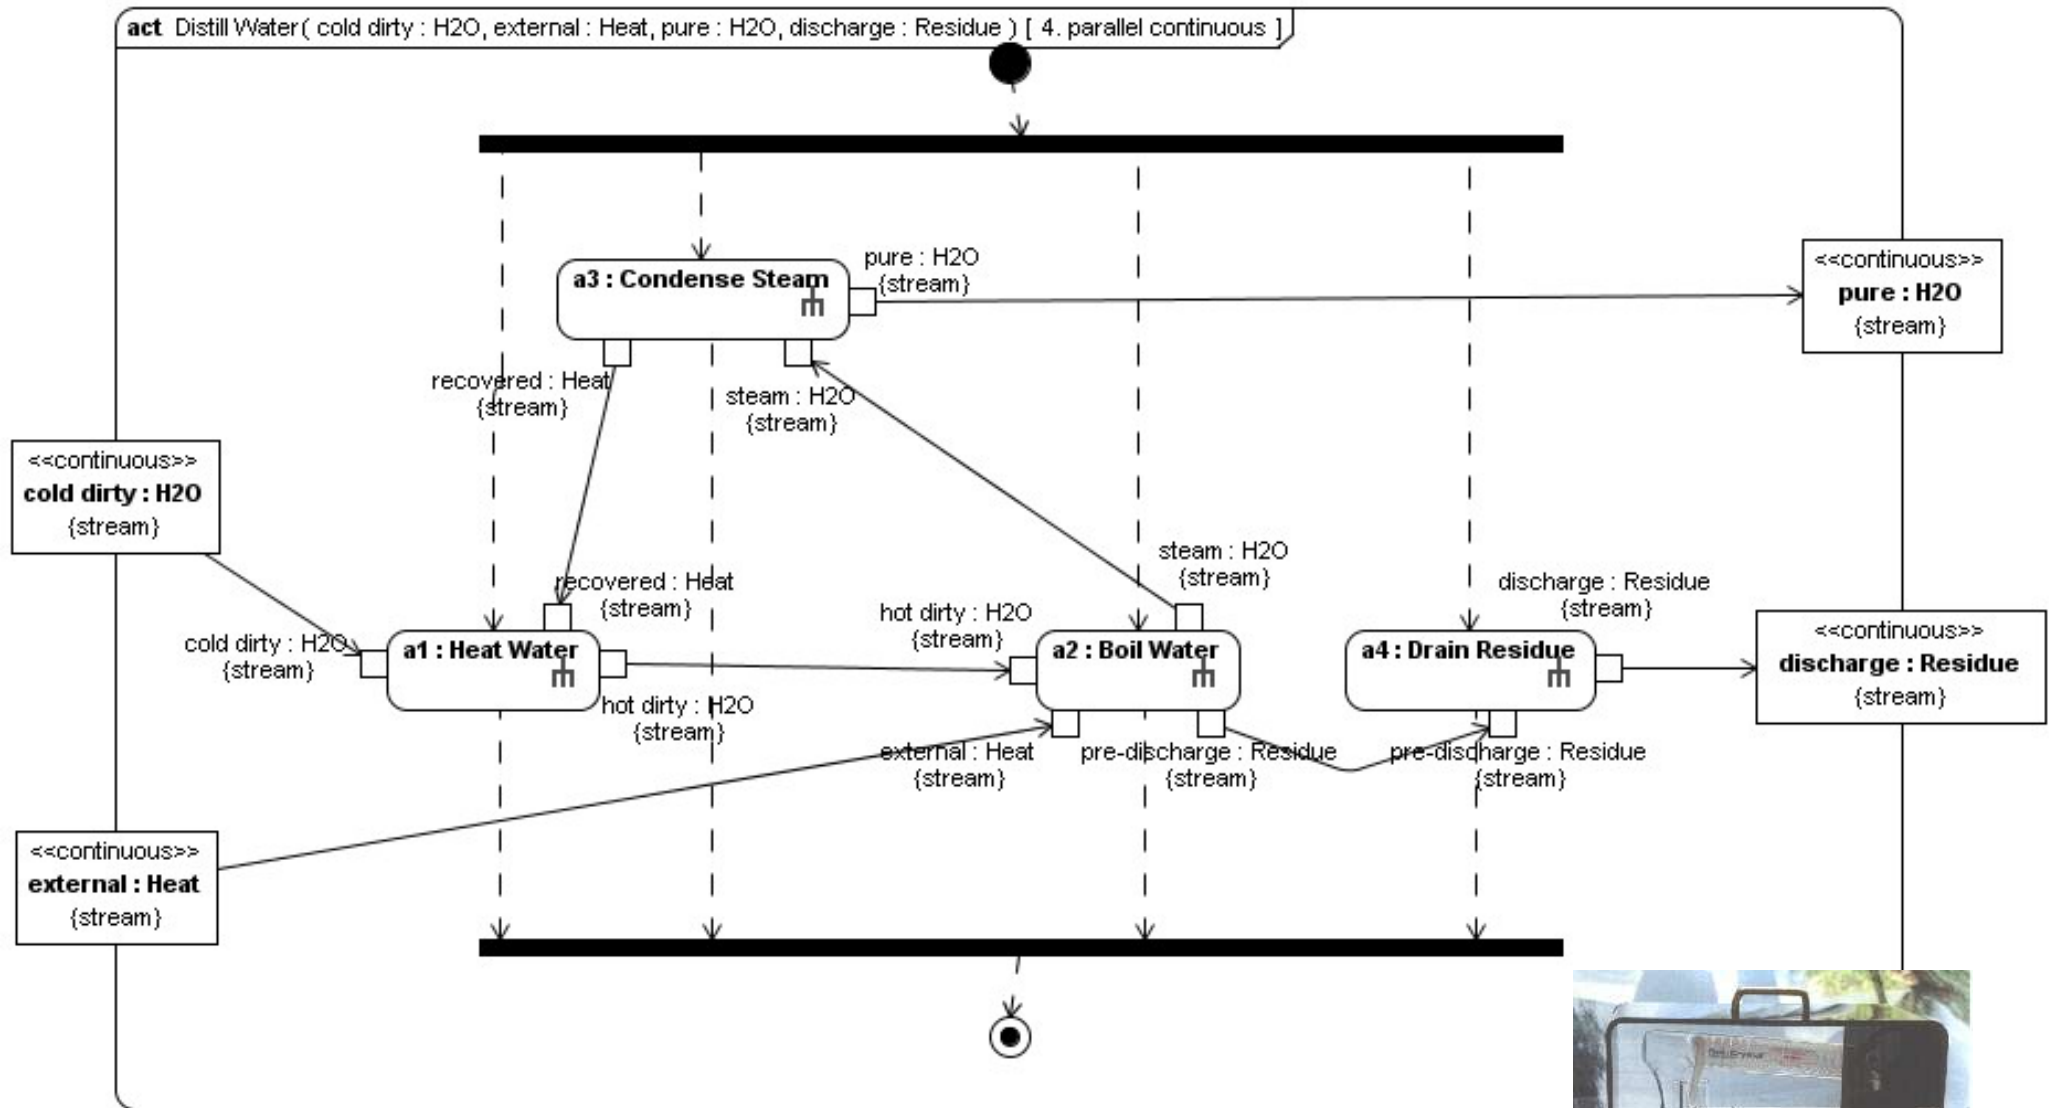 act Distill Water( cold dirty : H2O, external : Heat, pure : H2O, discharge : Residue ) [ 4. parallel continuous ]
pure : H2O
{stream}
<<continuous>>
pure : H2O
{stream}
a3 : Condense Steam
recovered : Heat
{stream}
steam : H2O
{stream}
<<continuous>>
cold dirty : H2O
{stream}
recovered : Heat
{stream}
steam : H2O
{stream}
discharge : Residue
{stream}
cold dirty : H2O
{stream}
a1 : Heat Water
hot dirty : H2O
{stream}
hot dirty : H2O
{stream}
a2 : Boil Water
a4 : Drain Residue
<<continuous>>
discharge : Residue
{stream}
external : Heat
{stream}
pre-discharge : Residue
{stream}
pre-discharge : Residue
{stream}
<<continuous>>
external : Heat
{stream}